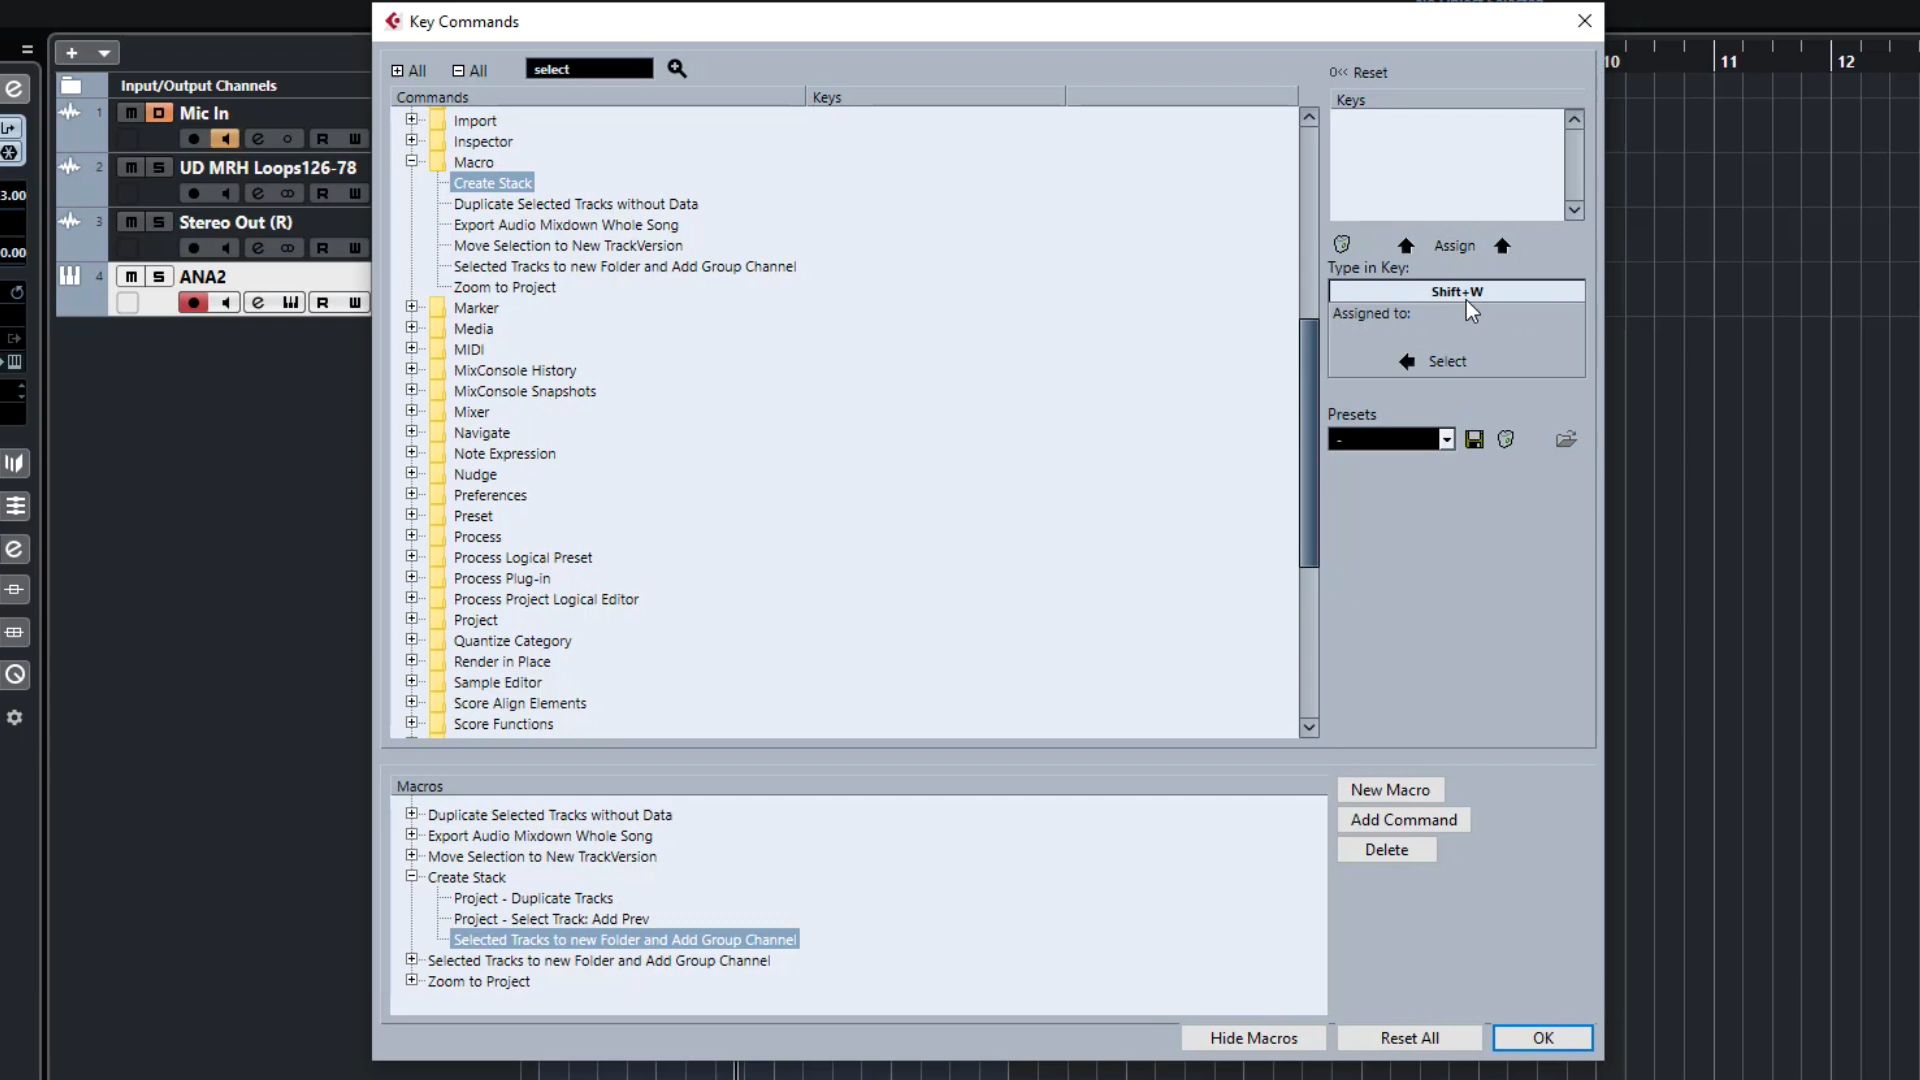 Key Commands
All
All
select
Commands
Keys
Import
Inspector
Macro
Create Stack
Duplicate Selected Tracks without Data
Export Audio Mixdown Whole Song
Move Selection to New TrackVersion
Selected Tracks to new Folder and Add Group Channel
Zoom to Project
Marker
Media
MIDI
MixConsole History
MixConsole Snapshots
Mixer
Navigate
Note Expression
Nudge
Preferences
Preset
Process
Process Logical Preset
Process Plug-in
Process Project Logical Editor
Project
Quantize Category
Render in Place
Sample Editor
Score Align Elements
Score Functions
0<< Reset
Keys
Assign
Type in Key:
Shift+W
Assigned to:
Select
Presets
-
Macros
Duplicate Selected Tracks without Data
Export Audio Mixdown Whole Song
Move Selection to New TrackVersion
Create Stack
Project - Duplicate Tracks
Project - Select Track: Add Prev
Selected Tracks to new Folder and Add Group Channel
Selected Tracks to new Folder and Add Group Channel
Zoom to Project
New Macro
Add Command
Delete
Hide Macros
Reset All
OK
Input/Output Channels
1 m Mic In
e R W
2 m S UD MRH Loops126-78
e R W
3 m S Stereo Out (R)
e R W
4 m S ANA2
e R W
3.00
0.00
10
11
12